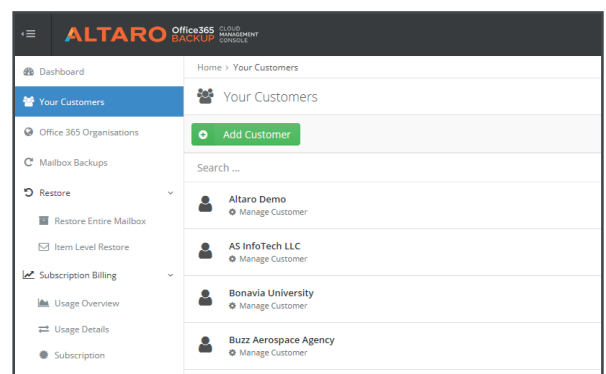 ALTARO Office365 BACKUP CLOUD MANAGEMENT CONSOLE
Dashboard
Your Customers
Office 365 Organisations
Mailbox Backups
Restore
Restore Entire Mailbox
Item Level Restore
Subscription Billing
Usage Overview
Usage Details
Subscription
Home > Your Customers
Your Customers
Add Customer
Search ...
Altaro Demo
Manage Customer
AS InfoTech LLC
Manage Customer
Bonavia University
Manage Customer
Buzz Aerospace Agency
Manage Customer